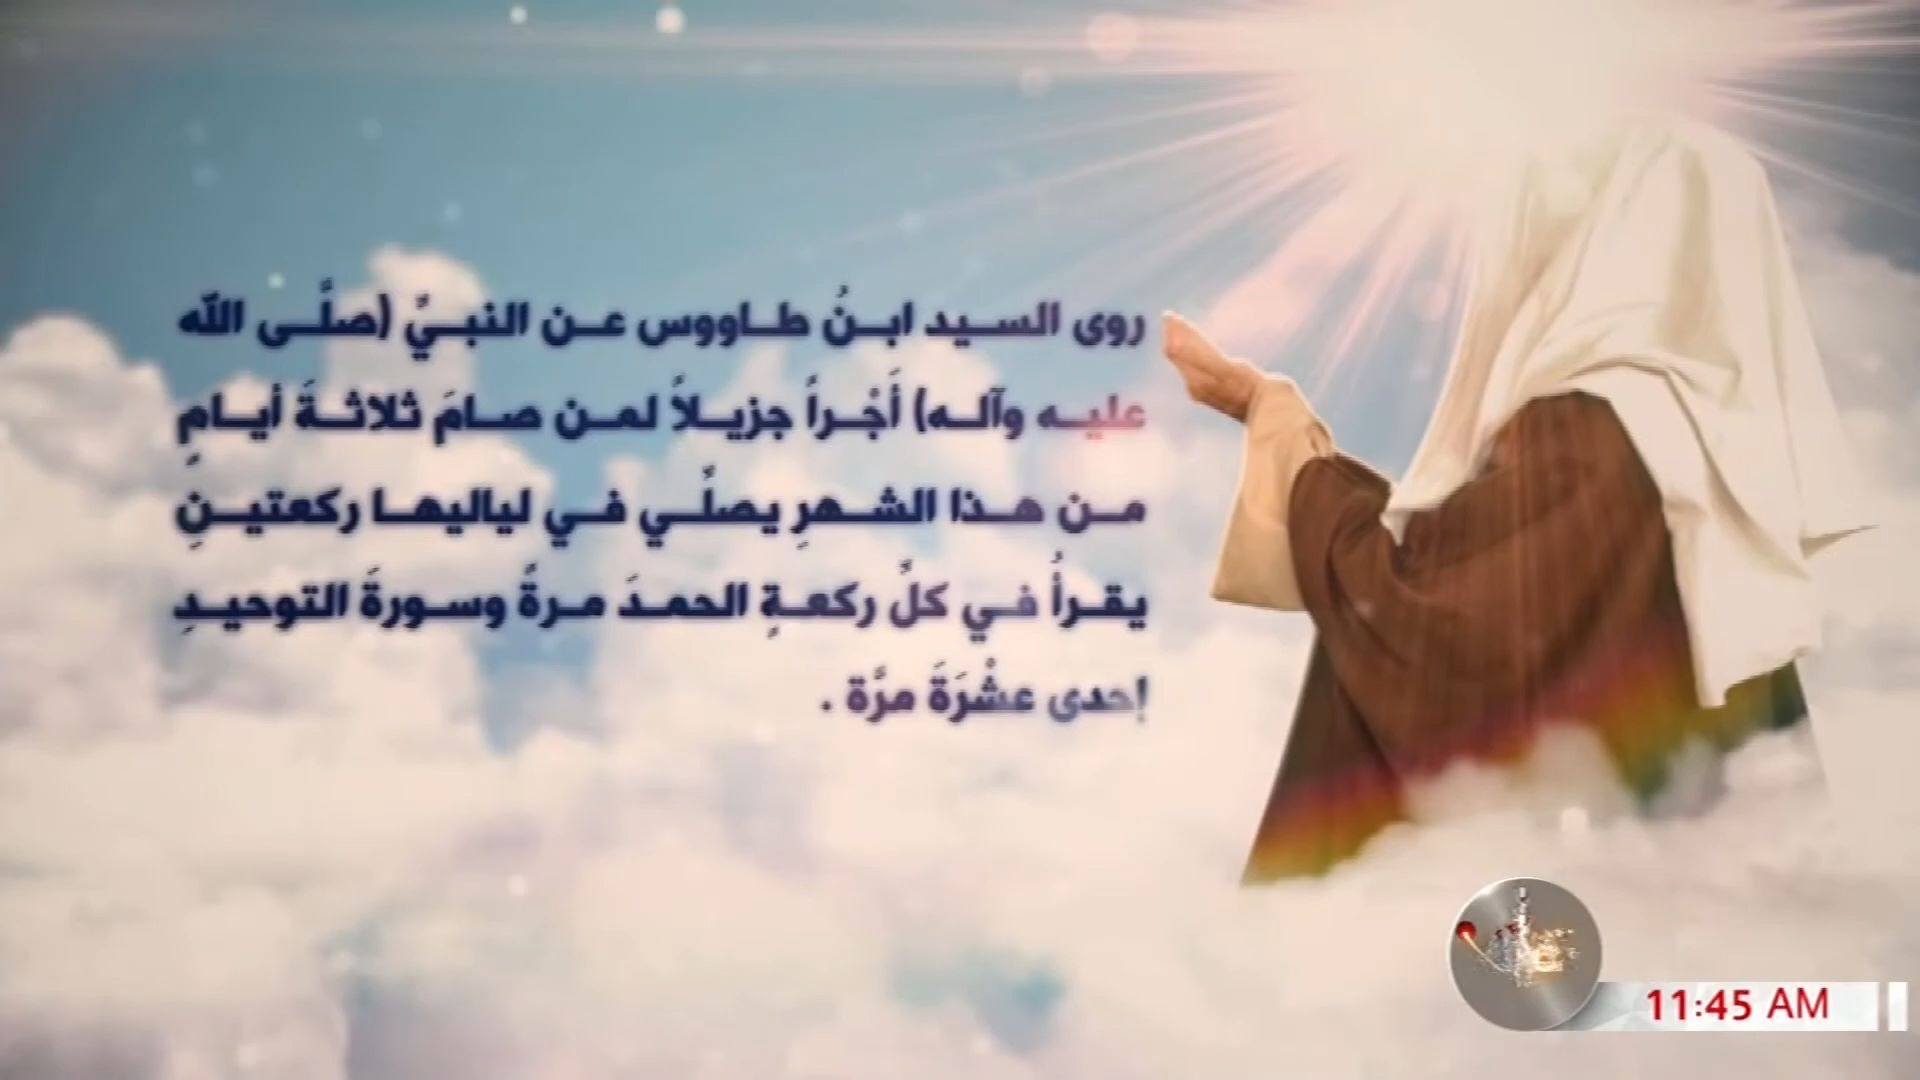 روى السيد ابنُ طاووس عن النبيِّ (صلَّى الله
عليه وآله) أَجْراً جزيلاً لمن صامَ ثلاثةَ أيامٍ
من هذا الشهرِ يصلِّي في لياليها ركعتينِ
يقرأُ في كلِّ ركعةٍ الحمدَ مرةً وسورةَ التوحيدِ
إحدى عشْرَةَ مرَّة .
11:45 AM